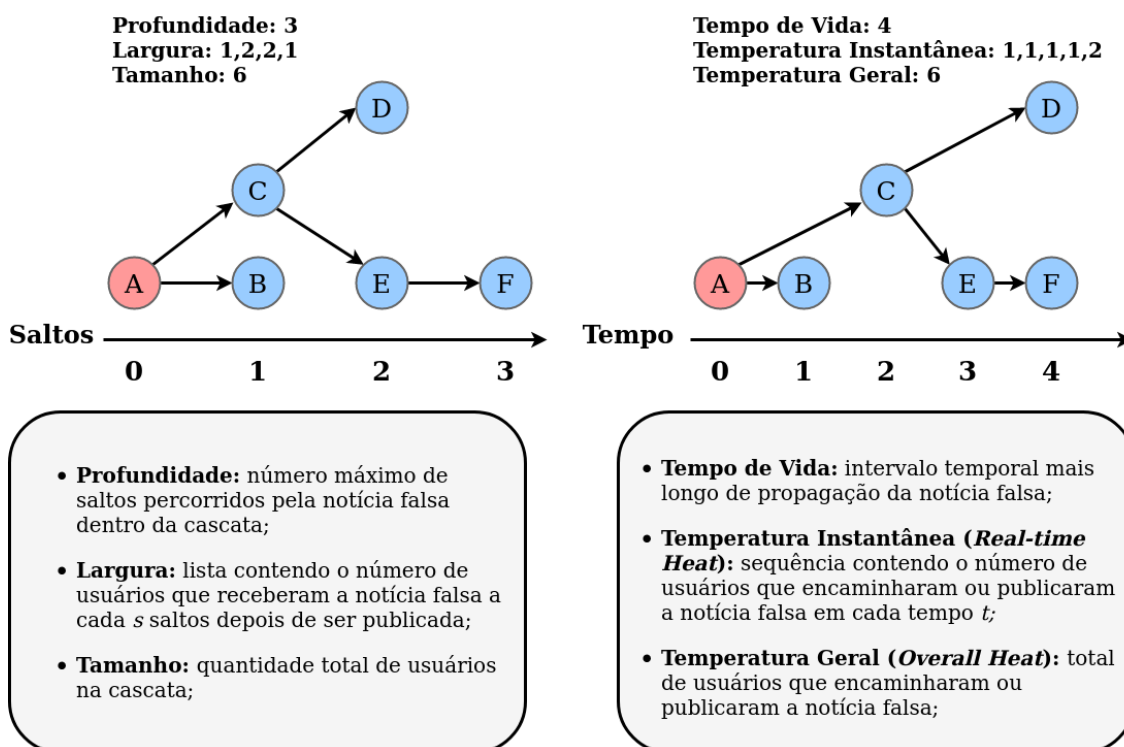 Profundidade: 3
Largura: 1,2,2,1
Tamanho: 6
D
C
A
B
E
F
Saltos
0 1 2 3
• Profundidade: número máximo de
saltos percorridos pela notícia falsa
dentro da cascata;
• Largura: lista contendo o número de
usuários que receberam a notícia falsa a
cada s saltos depois de ser publicada;
• Tamanho: quantidade total de usuários
na cascata;
Tempo de Vida: 4
Temperatura Instantânea: 1,1,1,1,2
Temperatura Geral: 6
D
C
A
B
E
F
Tempo
0 1 2 3 4
• Tempo de Vida: intervalo temporal mais
longo de propagação da notícia falsa;
• Temperatura Instantânea (Real-time
Heat): sequência contendo o número de
usuários que encaminharam ou publicaram
a notícia falsa em cada tempo t;
• Temperatura Geral (Overall Heat): total
de usuários que encaminharam ou
publicaram a notícia falsa;